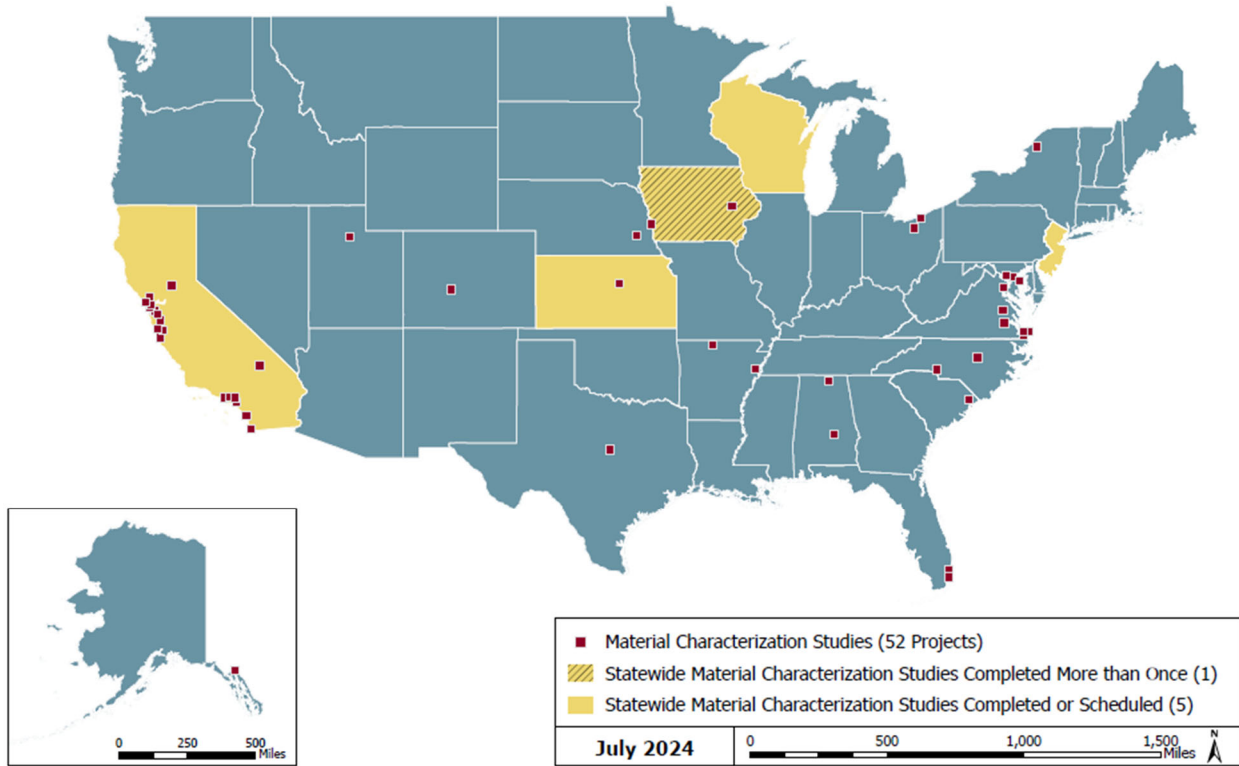 0 250 500
Miles
Material Characterization Studies (52 Projects)
Statewide Material Characterization Studies Completed More than Once (1)
Statewide Material Characterization Studies Completed or Scheduled (5)
July 2024
0 500 1,000 1,500
Miles
N